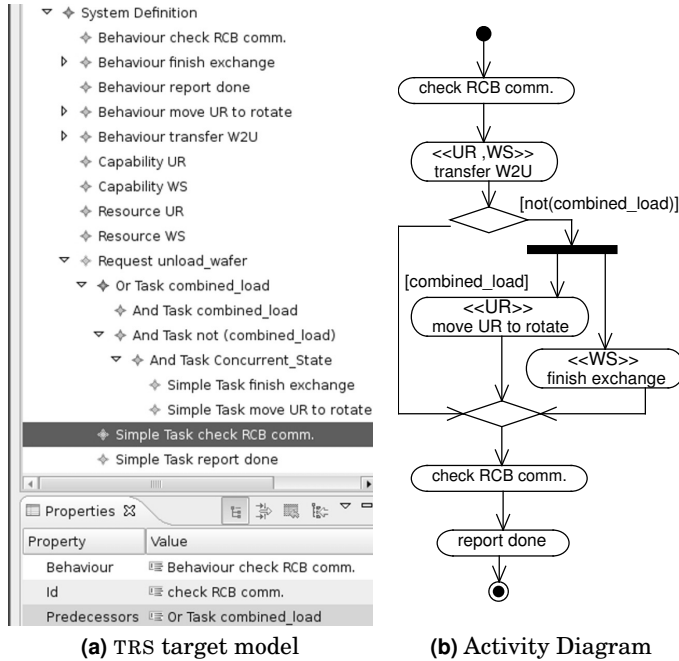 System Definition
Behaviour check RCB comm.
Behaviour finish exchange
Behaviour report done
Behaviour move UR to rotate
Behaviour transfer W2U
Capability UR
Capability WS
Resource UR
Resource WS
Request unload_wafer
Or Task combined_load
And Task combined_load
And Task not (combined_load)
And Task Concurrent_State
Simple Task finish exchange
Simple Task move UR to rotate
Simple Task check RCB comm.
Simple Task report done
Properties
Property Value
Behaviour Behaviour check RCB comm.
Id check RCB comm.
Predecessors Or Task combined_load
(a) TRS target model
check RCB comm.
<<UR ,WS>>
transfer W2U
[not(combined_load)]
[combined_load]
<<UR>>
move UR to rotate
<<WS>>
finish exchange
check RCB comm.
report done
(b) Activity Diagram